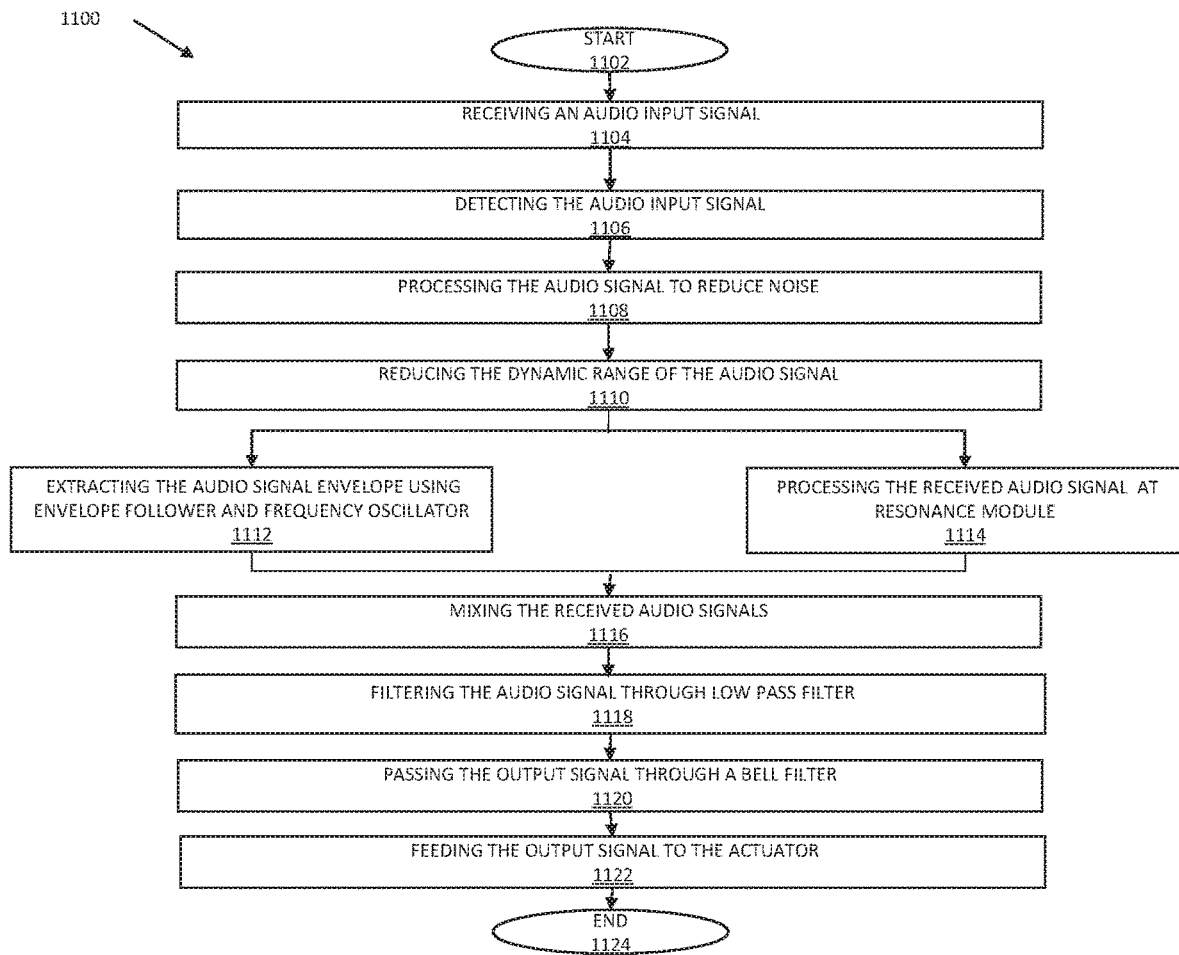 1100
START
1102
RECEIVING AN AUDIO INPUT SIGNAL
1104
DETECTING THE AUDIO INPUT SIGNAL
1106
PROCESSING THE AUDIO SIGNAL TO REDUCE NOISE
1108
REDUCING THE DYNAMIC RANGE OF THE AUDIO SIGNAL
1110
EXTRACTING THE AUDIO SIGNAL ENVELOPE USING
ENVELOPE FOLLOWER AND FREQUENCY OSCILLATOR
1112
PROCESSING THE RECEIVED AUDIO SIGNAL AT
RESONANCE MODULE
1114
MIXING THE RECEIVED AUDIO SIGNALS
1116
FILTERING THE AUDIO SIGNAL THROUGH LOW PASS FILTER
1118
PASSING THE OUTPUT SIGNAL THROUGH A BELL FILTER
1120
FEEDING THE OUTPUT SIGNAL TO THE ACTUATOR
1122
END
1124